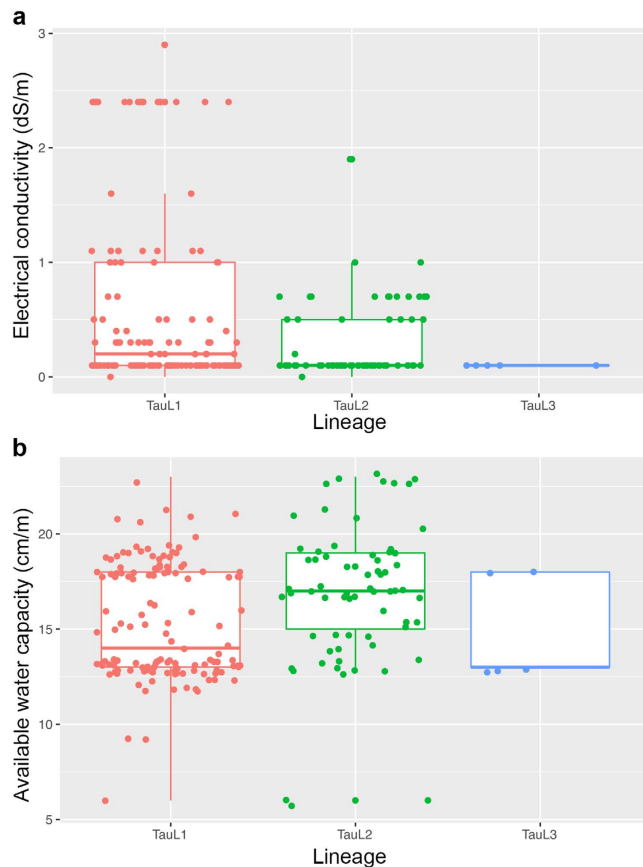 a
Electrical conductivity (dS/m)
3
2
1
0
TauL1 TauL2 TauL3
Lineage
b
Available water capacity (cm/m)
20
15
10
5
TauL1 TauL2 TauL3
Lineage